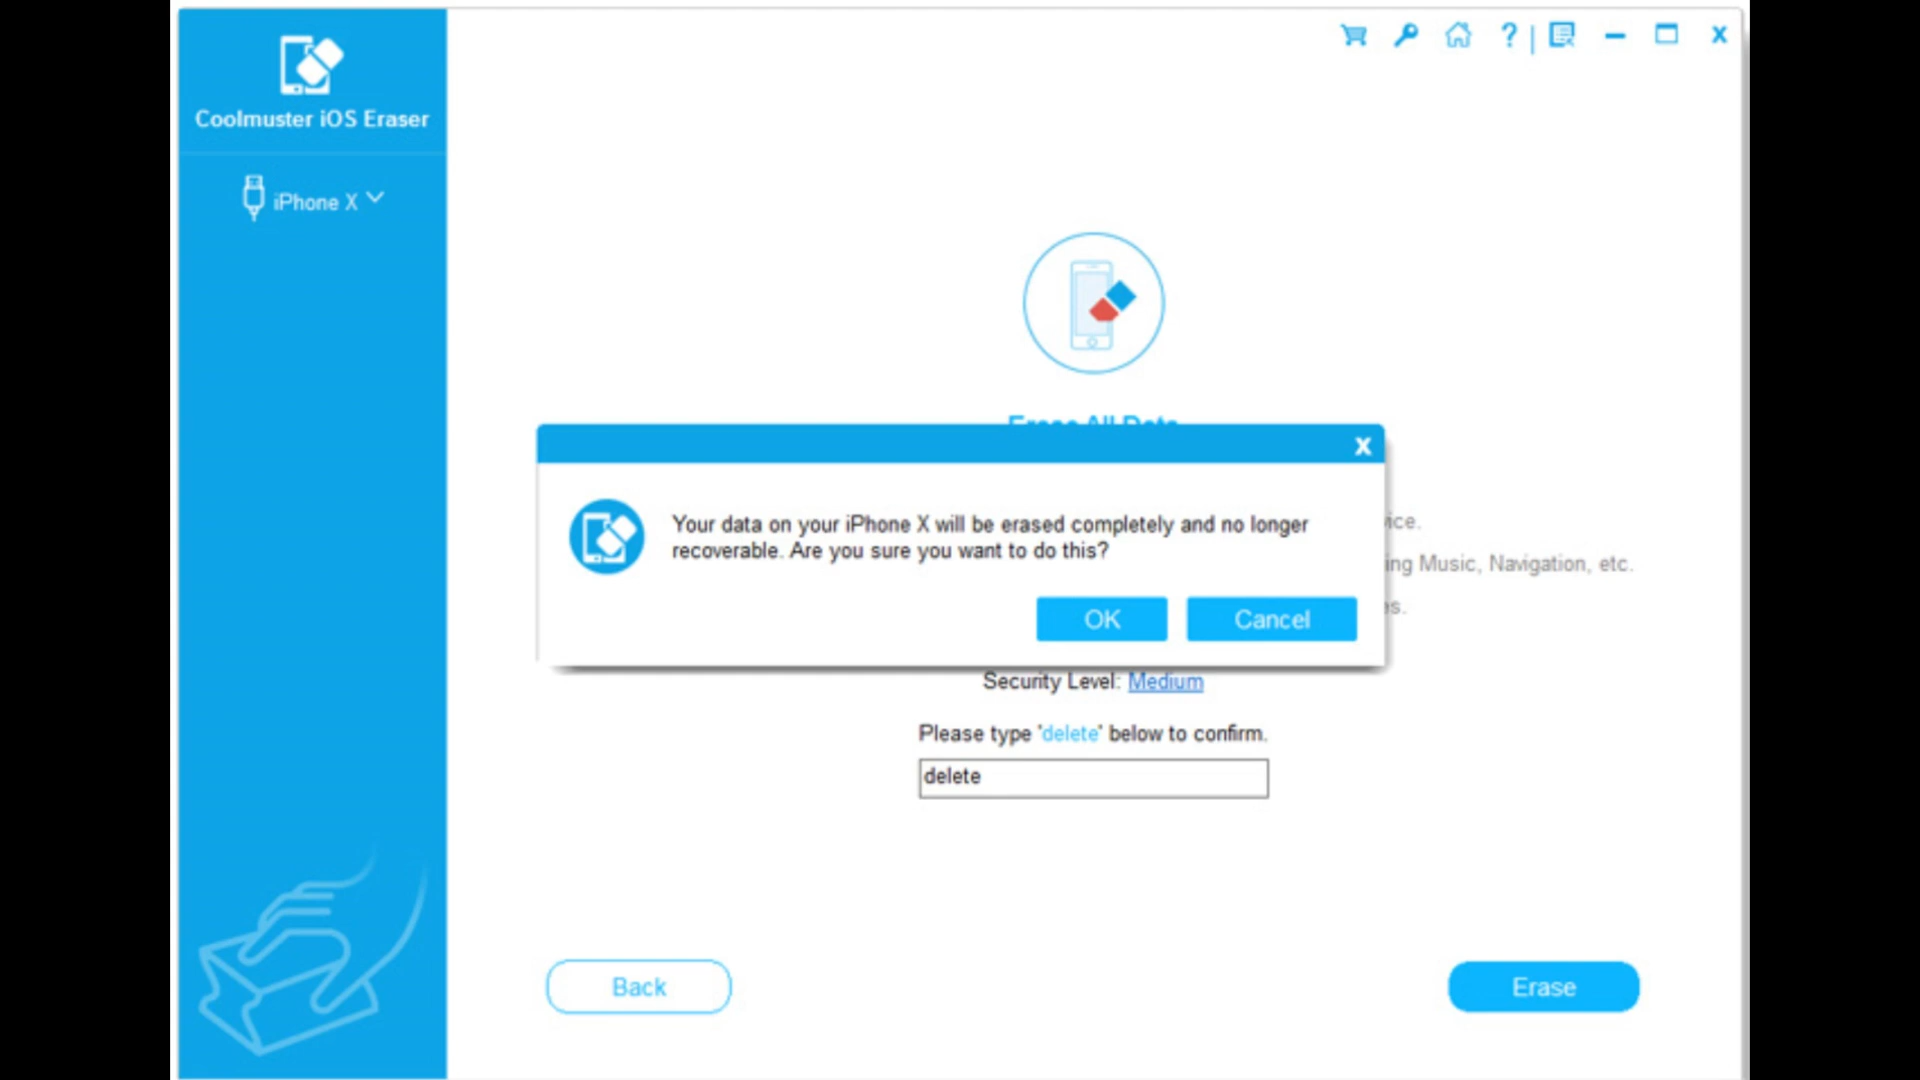 Coolmuster iOS Eraser
iPhone X
?
Your data on your iPhone X will be erased completely and no longer
recoverable. Are you sure you want to do this?
OK
Cancel
ing Music, Navigation, etc.
Security Level: Medium
Please type 'delete' below to confirm.
delete
Back
Erase